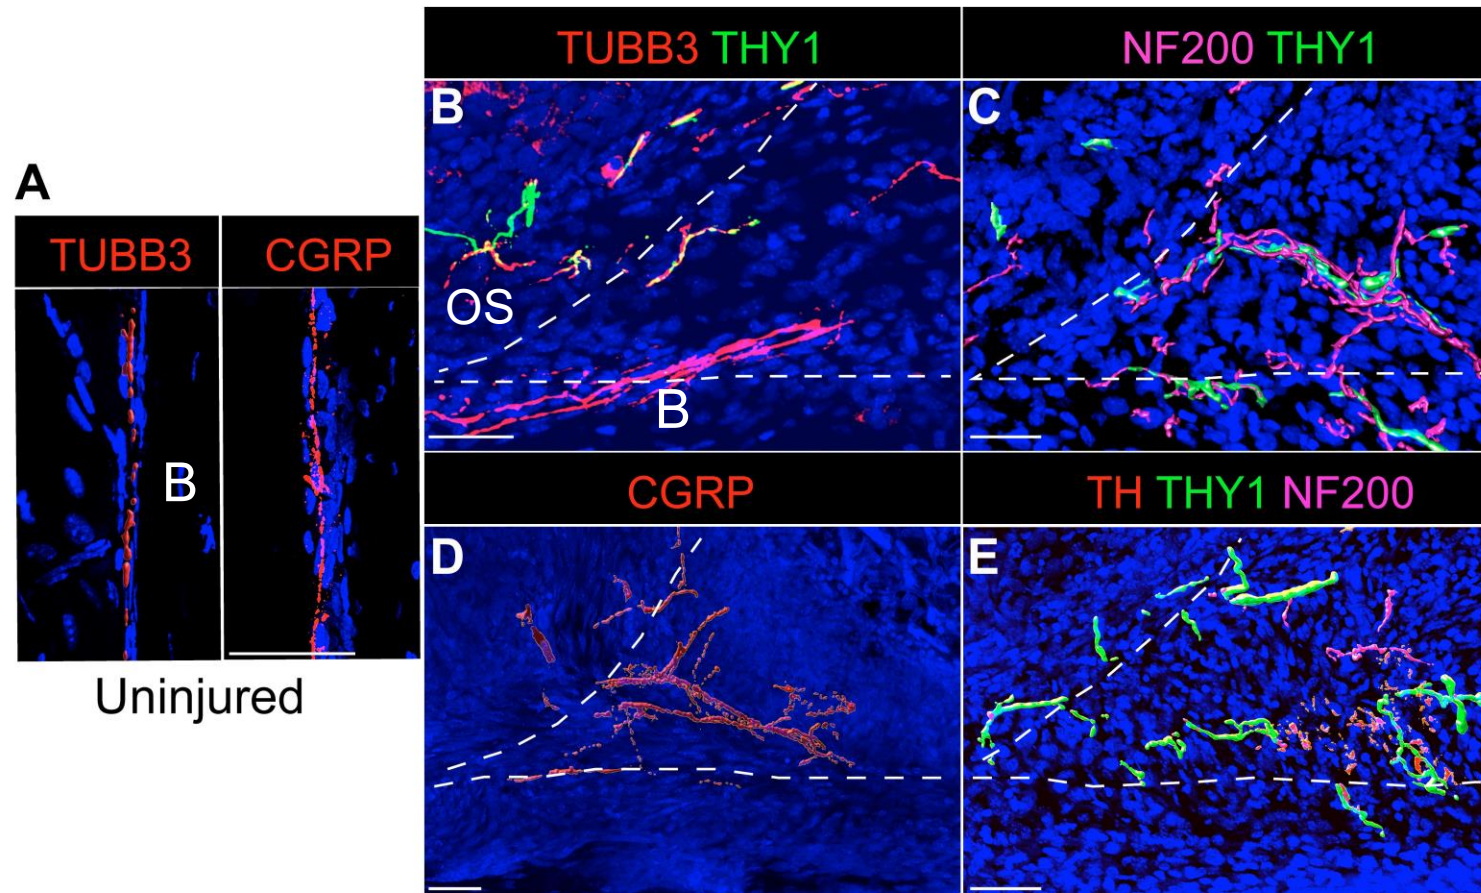 A
TUBB3
CGRP
B
Uninjured
TUBB3 THY1
B
OS
B
NF200 THY1
C
CGRP
D
TH THY1 NF200
E